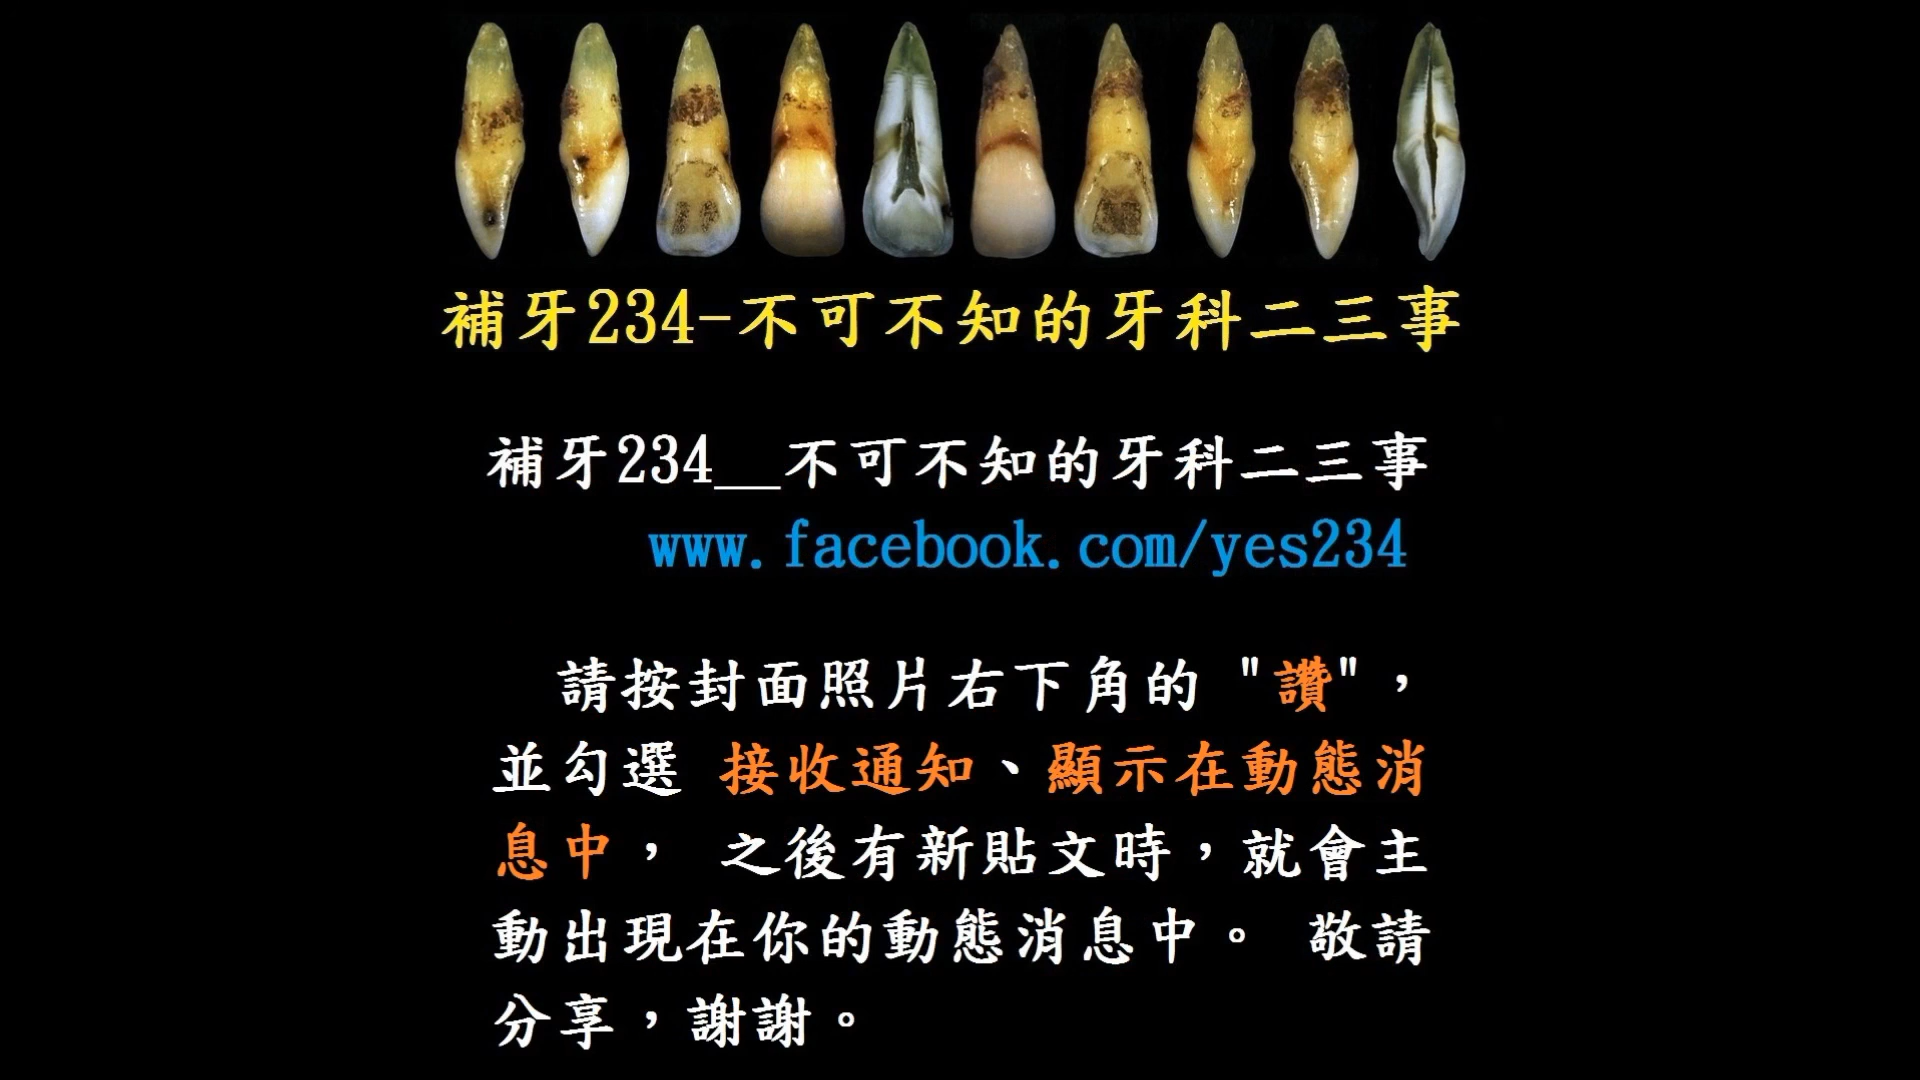 補牙234-不可不知的牙科二三事
補牙234__不可不知的牙科二三事
www.facebook.com/yes234
請按封面照片右下角的 "讚"，
並勾選 接收通知、顯示在動態消
息中， 之後有新貼文時，就會主
動出現在你的動態消息中。 敬請
分享，謝謝。